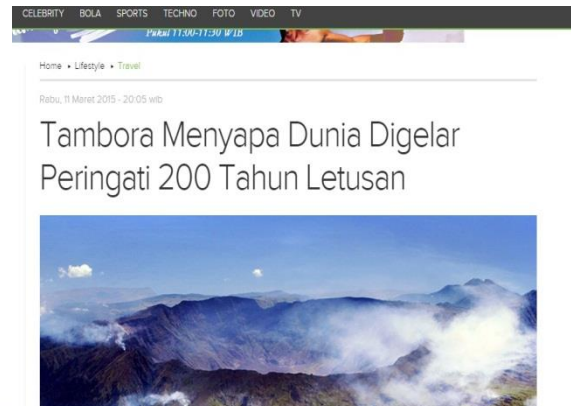 CELEBRITY BOLA SPORTS TECHNO FOTO VIDEO TV
Pukul 11:00-11:30 WIB
Home • Lifestyle • Travel
Rabu, 11 Maret 2015 - 20:05 wib
Tambora Menyapa Dunia Digelar
Peringati 200 Tahun Letusan